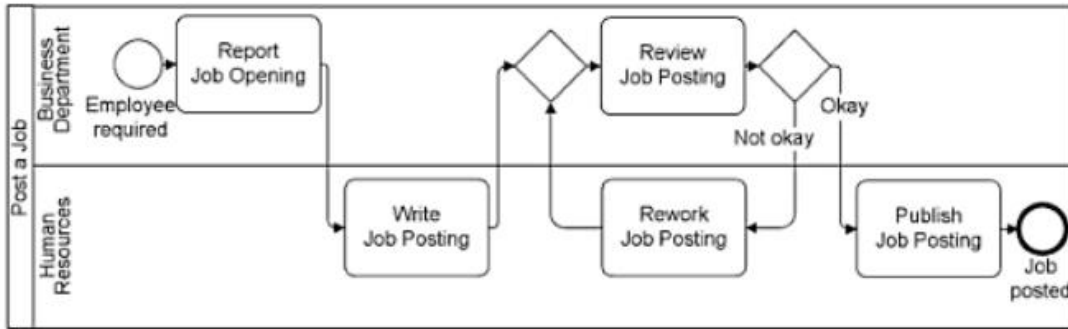 Post a Job
Business
Department
Employee
required
Report
Job Opening
Review
Job Posting
Okay
Not okay
Human
Resources
Write
Job Posting
Rework
Job Posting
Publish
Job Posting
Job
posted